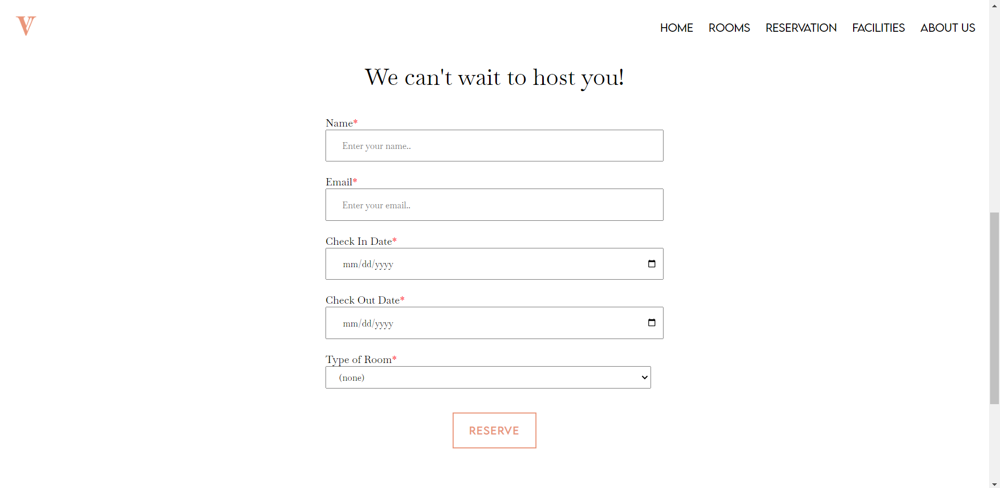 V
HOME ROOMS RESERVATION FACILITIES ABOUT US
We can't wait to host you!
Name*
Enter your name..
Email*
Enter your email..
Check In Date*
mm/dd/yyyy
Check Out Date*
mm/dd/yyyy
Type of Room*
(none)
RESERVE